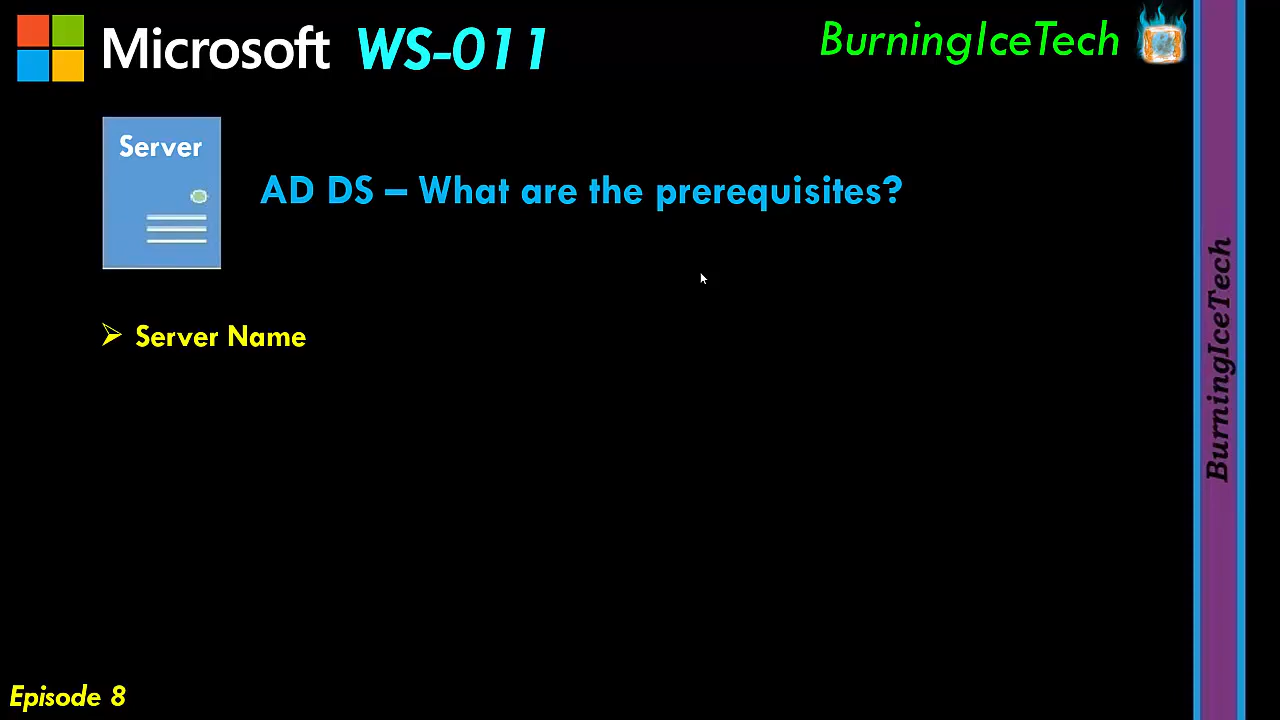 Microsoft WS-011
BurningIceTech
Server
AD DS – What are the prerequisites?
➢ Server Name
BurningIceTech
Episode 8